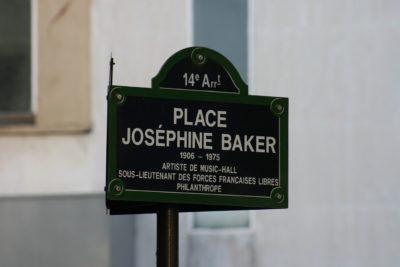 14e Arrt
PLACE
JOSÉPHINE BAKER
1906 – 1975
ARTISTE DE MUSIC-HALL
SOUS-LIEUTENANT DES FORCES FRANÇAISES LIBRES
PHILANTHROPE